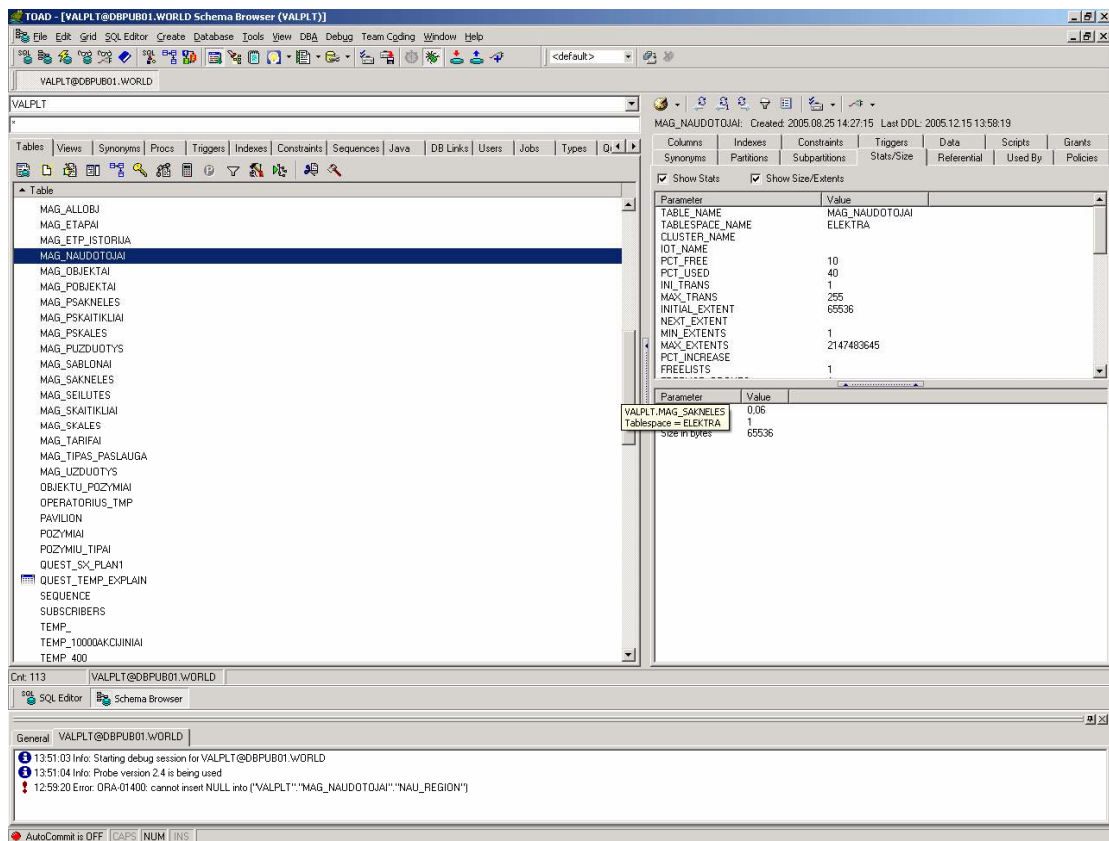 TOAD - [VALPLT@DBPUB01.WORLD Schema Browser (VALPLT)]
File Edit Grid SQL Editor Create Database Tools View DBA Debug Team Coding Window Help
<default>
VALPLT@DBPUB01.WORLD
VALPLT
*
Tables Views Synonyms Procs Triggers Indexes Constraints Sequences Java DB Links Users Jobs Types
Table
MAG_ALLOBJ
MAG_ETAPAI
MAG_ETP_ISTORIJA
MAG_NAUDOTOJAI
MAG_OBJEKTAI
MAG_POBJEKTAI
MAG_PSAKNELES
MAG_PSKAITIKLIAI
MAG_PSKALES
MAG_PUZDUOTYS
MAG_SABLONAI
MAG_SAKNELES
MAG_SEILUTES
MAG_SKAITIKLIAI
MAG_SKALES
MAG_TARIFAI
MAG_TIPAS_PASLAUGA
MAG_UZDUOTYS
OBJEKTU_POZYMIAI
OPERATORIUS_TMP
PAVILION
POZYMIAI
POZYMIU_TIPAI
QUEST_SX_PLAN1
QUEST_TEMP_EXPLAIN
SEQUENCE
SUBSCRIBERS
TEMP_
TEMP_10000AKCIJINIAI
TEMP_400
MAG_NAUDOTOJAI: Created: 2005.08.25 14:27:15 Last DDL: 2005.12.15 13:58:19
Columns Indexes Constraints Triggers Data Scripts Grants
Synonyms Partitions Subpartitions Stats/Size Referential Used By Policies
Show Stats Show Size/Extents
Parameter Value
TABLE_NAME MAG_NAUDOTOJAI
TABLESPACE_NAME ELEKTRA
CLUSTER_NAME
IOT_NAME
PCT_FREE 10
PCT_USED 40
INI_TRANS 1
MAX_TRANS 255
INITIAL_EXTENT 65536
NEXT_EXTENT
MIN_EXTENTS 1
MAX_EXTENTS 2147483645
PCT_INCREASE
FREELISTS 1
Parameter Value
0,06
1
Size in bytes 65536
VALPLT.MAG_SAKNELES
Tablespace = ELEKTRA
Cnt: 113 VALPLT@DBPUB01.WORLD
SQL Editor Schema Browser
General VALPLT@DBPUB01.WORLD
13:51:03 Info: Starting debug session for VALPLT@DBPUB01.WORLD
13:51:04 Info: Probe version 2.4 is being used
12:59:20 Error: ORA-01400: cannot insert NULL into ("VALPLT"."MAG_NAUDOTOJAI"."NAU_REGION")
AutoCommit is OFF CAPS NUM INS